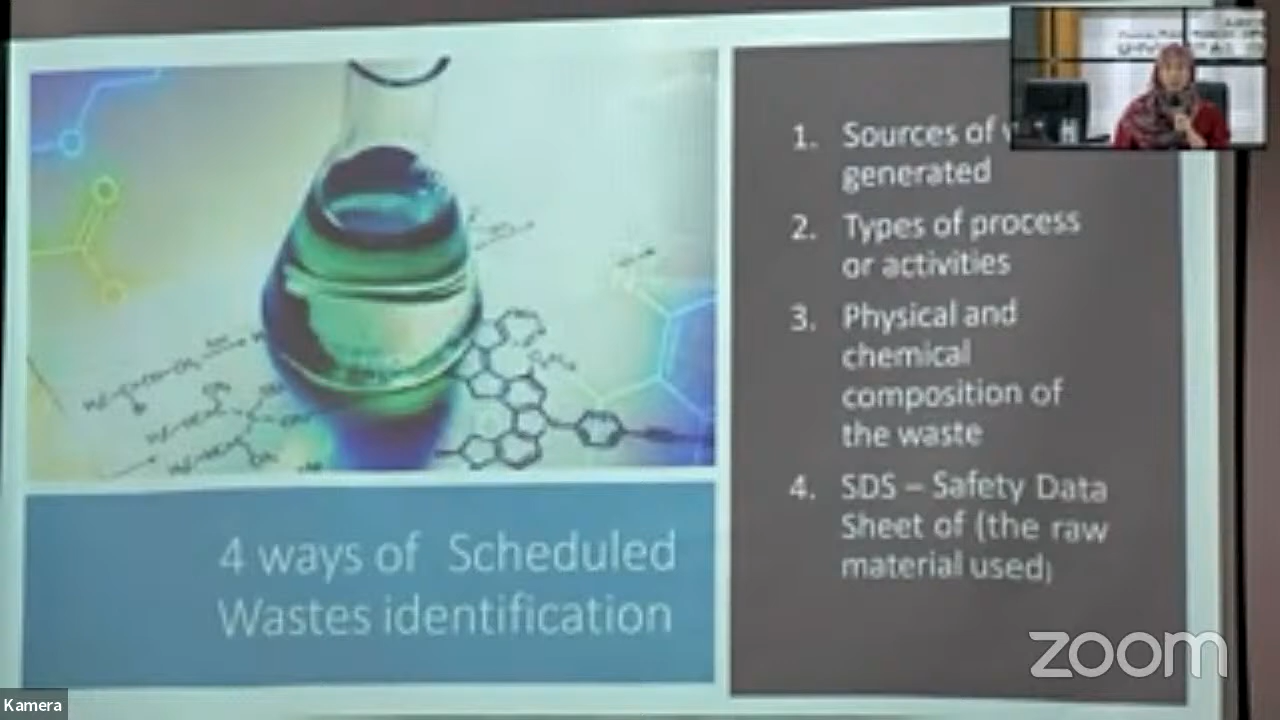 1. Sources of
generated
2. Types of process
or activities
3. Physical and
chemical
composition of
the waste
4. SDS – Safety Data
Sheet of (the raw
material used)
4 ways of Scheduled
Wastes identification
zoom
Kamera